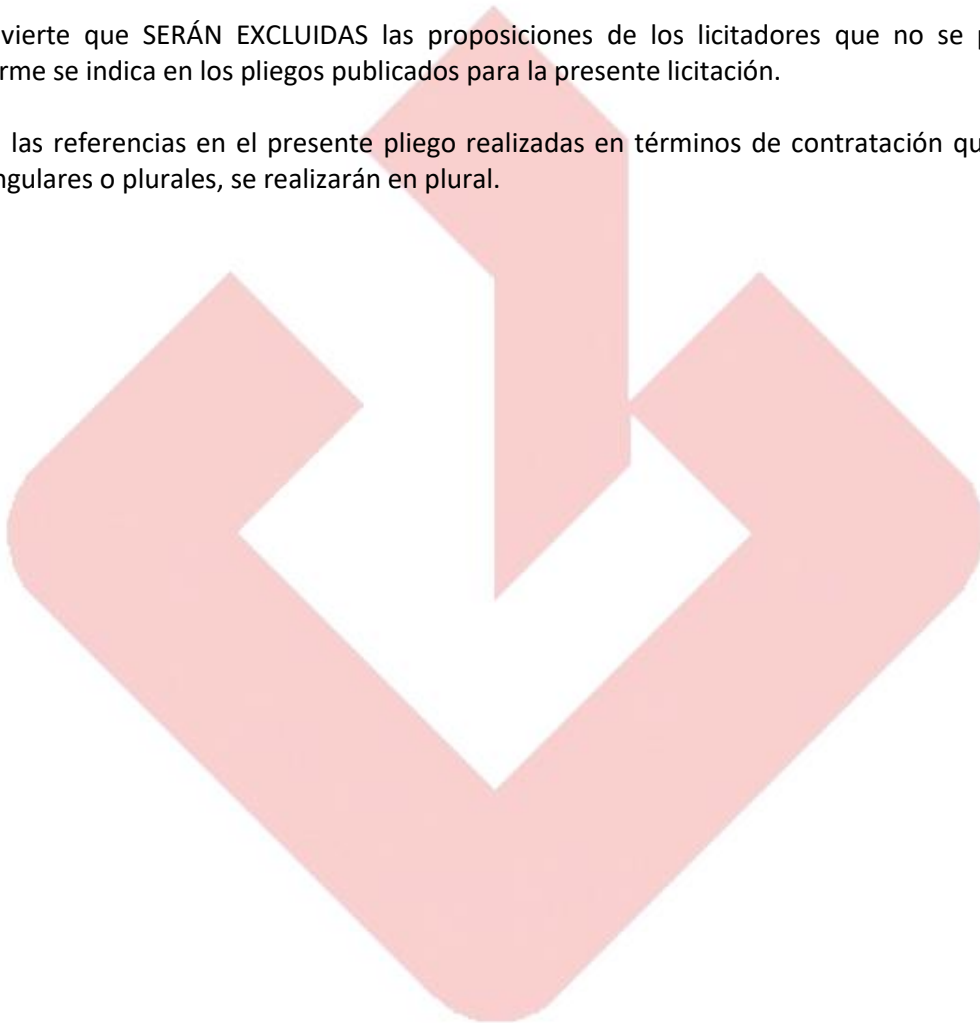 vierte que SERÁN EXCLUIDAS las proposiciones de los licitadores que no se p
rme se indica en los pliegos publicados para la presente licitación.
las referencias en el presente pliego realizadas en términos de contratación qu
ngulares o plurales, se realizarán en plural.